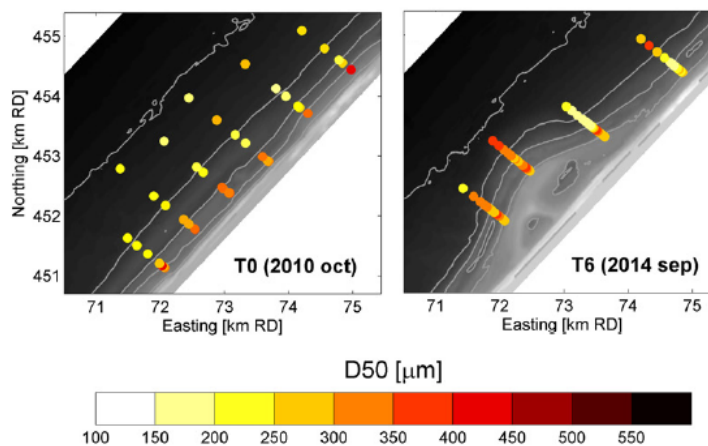 455
454
453
452
451
Northing [km RD]
T0 (2010 oct)
71 72 73 74 75
Easting [km RD]
T6 (2014 sep)
71 72 73 74 75
Easting [km RD]
D50 [μm]
100 150 200 250 300 350 400 450 500 550